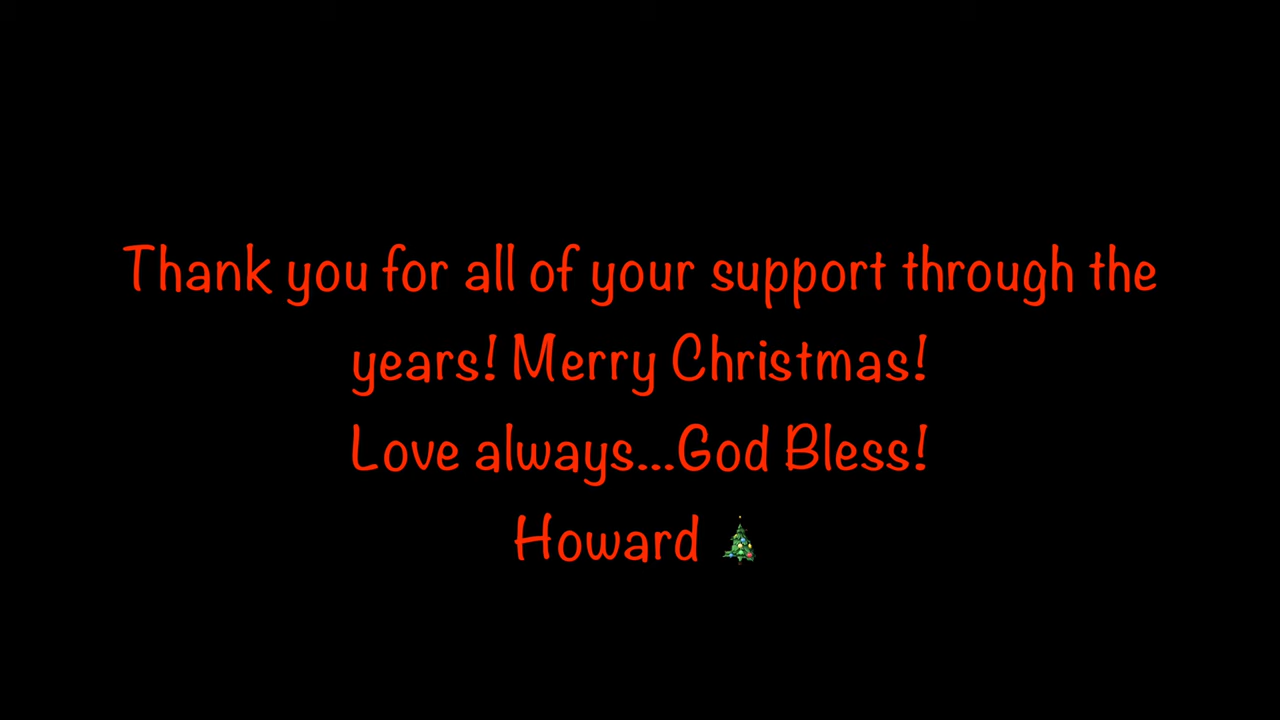 Thank you for all of your support through the
years! Merry Christmas!
Love always...God Bless!
Howard 🎄